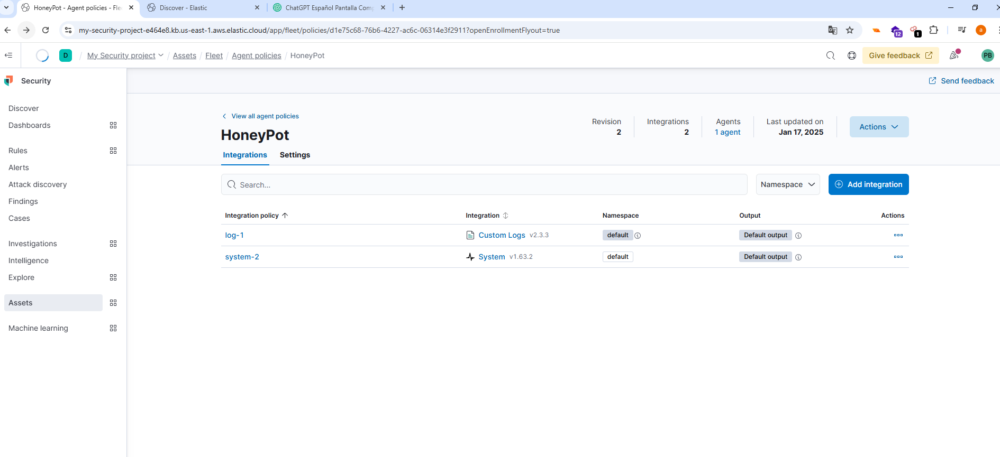 HoneyPot - Agent policies - Fle
Discover - Elastic
ChatGPT Español Pantalla Comp
my-security-project-e464e8.kb.us-east-1.aws.elastic.cloud/app/fleet/policies/d1e75c68-76b6-4227-ac6c-06314e3f2911?openEnrollmentFlyout=true
12
1
a
D / My Security project / Assets / Fleet / Agent policies / HoneyPot
Give feedback
PB
Security
Send feedback
Discover
Dashboards
Rules
Alerts
Attack discovery
Findings
Cases
Investigations
Intelligence
Explore
Assets
Machine learning
View all agent policies
HoneyPot
Revision
2
Integrations
2
Agents
1 agent
Last updated on
Jan 17, 2025
Actions
Integrations Settings
Search...
Namespace
Add integration
Integration policy Integration Namespace Output Actions
log-1 Custom Logs v2.3.3 default Default output
system-2 System v1.63.2 default Default output